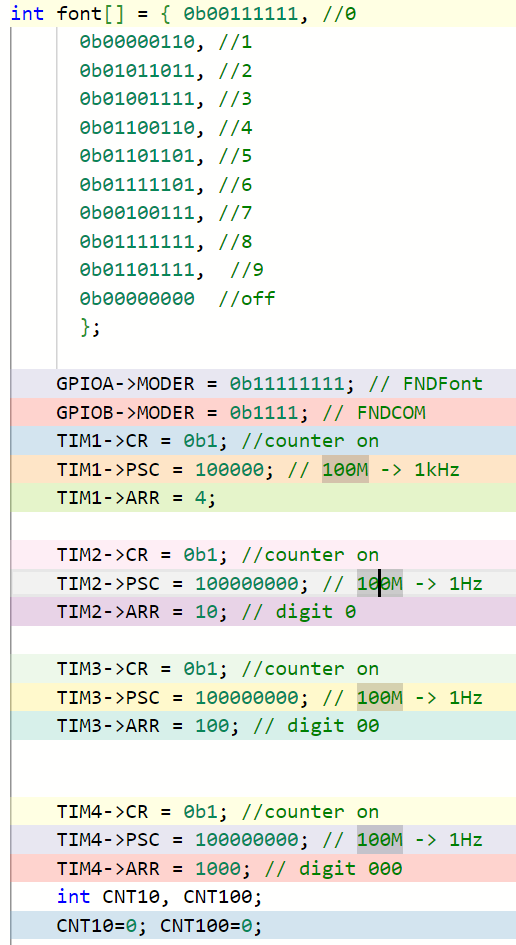 int font[] = { 0b00111111, //0
0b00000110, //1
0b01011011, //2
0b01001111, //3
0b01100110, //4
0b01101101, //5
0b01111101, //6
0b00100111, //7
0b01111111, //8
0b01101111,  //9
0b00000000  //off
};
GPIOA->MODER = 0b11111111; // FNDFont
GPIOB->MODER = 0b1111; // FNDCOM
TIM1->CR = 0b1; //counter on
TIM1->PSC = 100000; // 100M -> 1kHz
TIM1->ARR = 4;
TIM2->CR = 0b1; //counter on
TIM2->PSC = 100000000; // 100M -> 1Hz
TIM2->ARR = 10; // digit 0
TIM3->CR = 0b1; //counter on
TIM3->PSC = 100000000; // 100M -> 1Hz
TIM3->ARR = 100; // digit 00
TIM4->CR = 0b1; //counter on
TIM4->PSC = 100000000; // 100M -> 1Hz
TIM4->ARR = 1000; // digit 000
int CNT10, CNT100;
CNT10=0; CNT100=0;